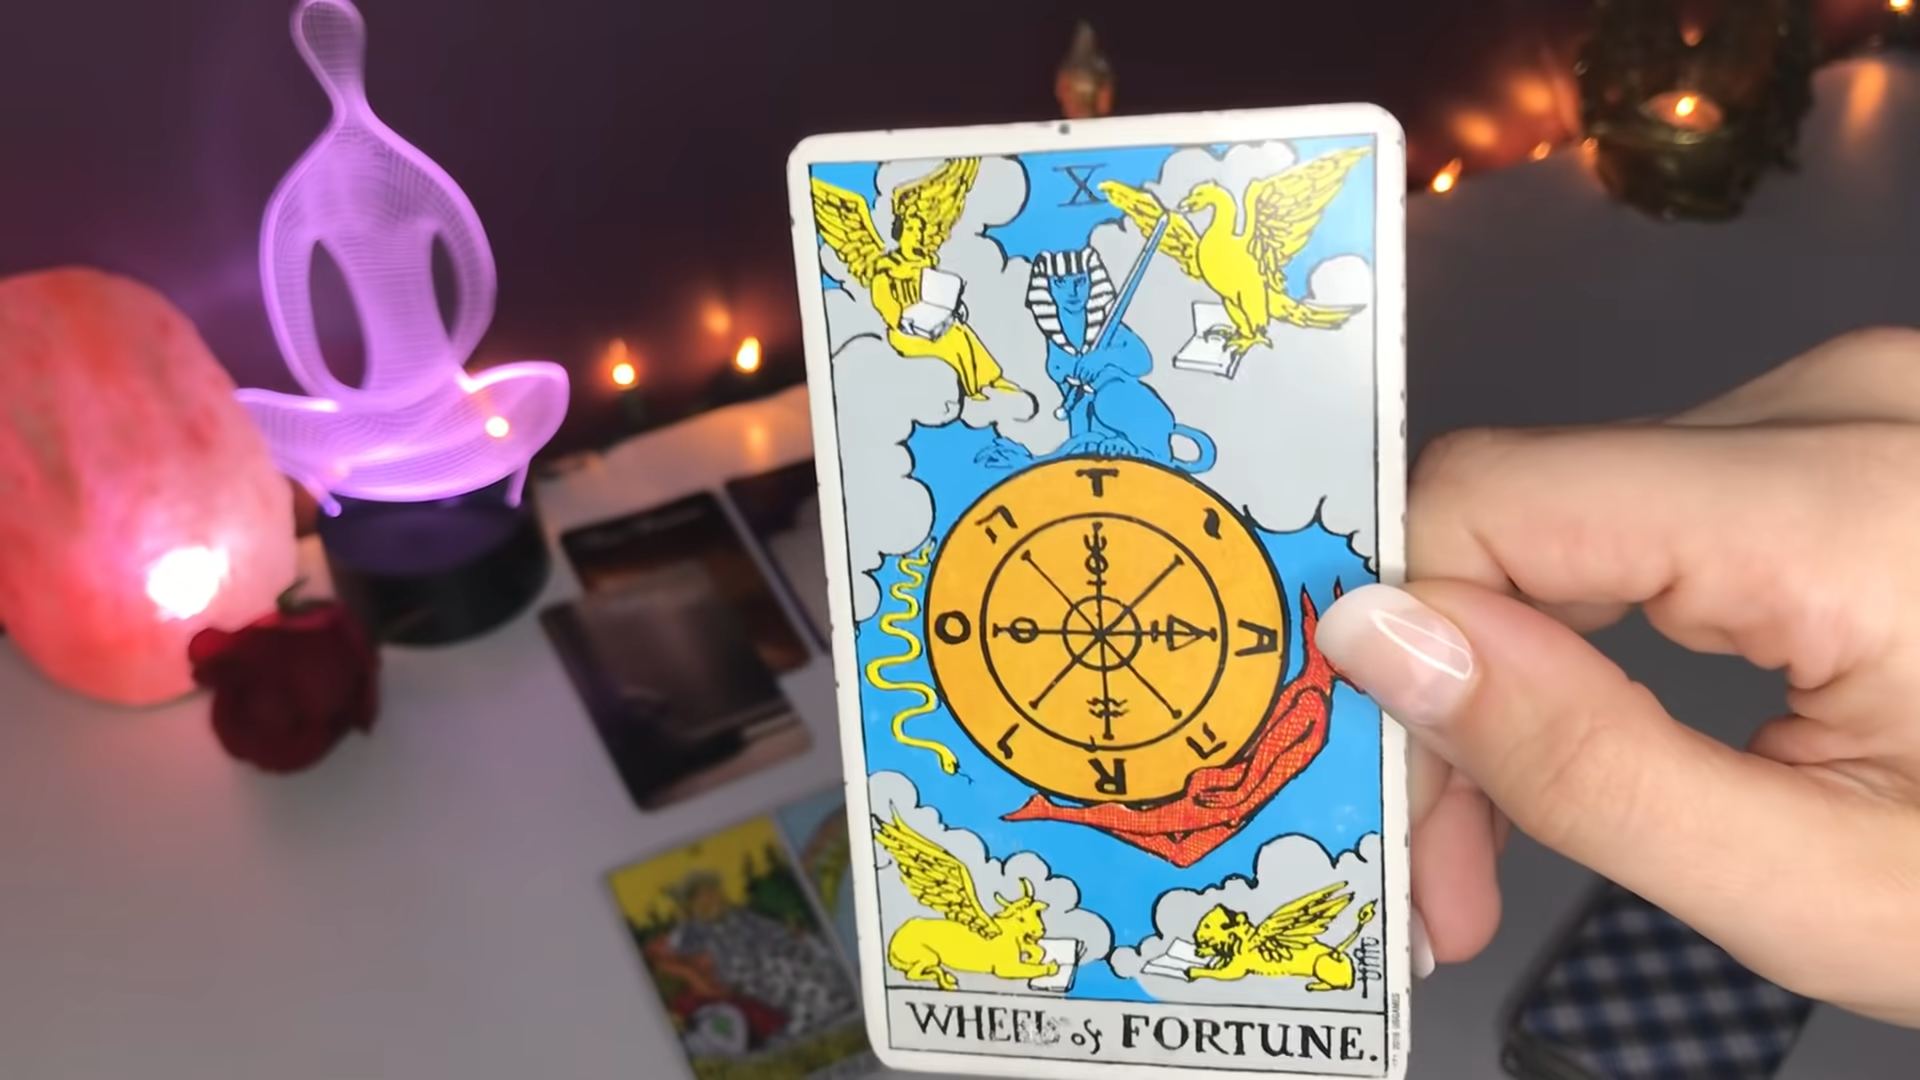 X
T
ה
י
O
A
ו
ה
R
WHEEL of FORTUNE.